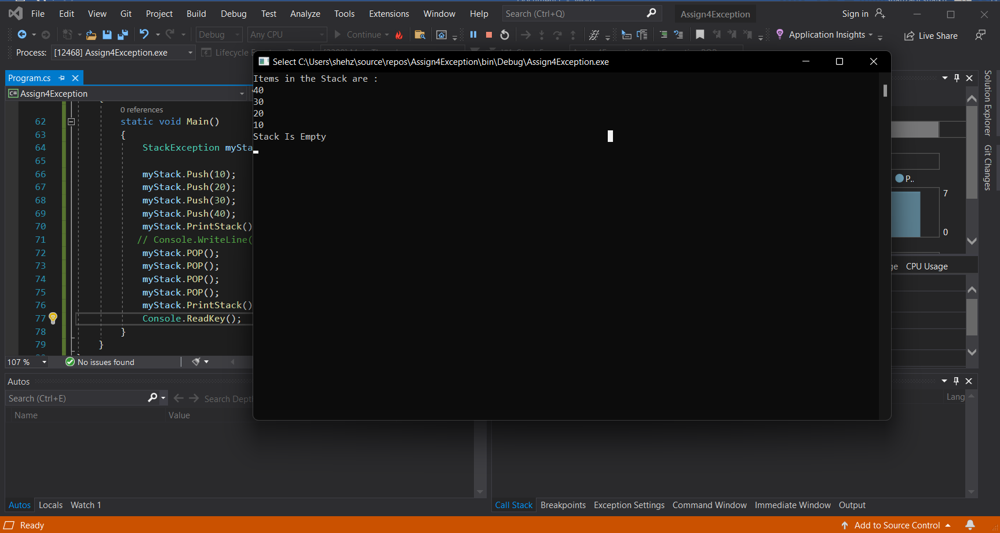 File Edit View Git Project Build Debug Test Analyze Tools Extensions Window Help Search (Ctrl+Q) Assign4Exception Sign in
Debug Any CPU Continue Application Insights Live Share
Process: [12468] Assign4Exception.exe Lifecycle
Select C:\Users\shehz\source\repos\Assign4Exception\bin\Debug\Assign4Exception.exe
Items in the Stack are :
40
30
20
10
Stack Is Empty
Program.cs
C# Assign4Exception
0 references
62 static void Main()
63 {
64 StackException mySta
65
66 myStack.Push(10);
67 myStack.Push(20);
68 myStack.Push(30);
69 myStack.Push(40);
70 myStack.PrintStack()
71 // Console.WriteLine(
72 myStack.POP();
73 myStack.POP();
74 myStack.POP();
75 myStack.POP();
76 myStack.PrintStack()
77 Console.ReadKey();
78 }
79 }
107 % No issues found
Solution Explorer
Git Changes
P..
7
0
ge CPU Usage
Autos
Search (Ctrl+E) Search Dept
Name Value
Lang
Autos Locals Watch 1
Call Stack Breakpoints Exception Settings Command Window Immediate Window Output
Ready Add to Source Control